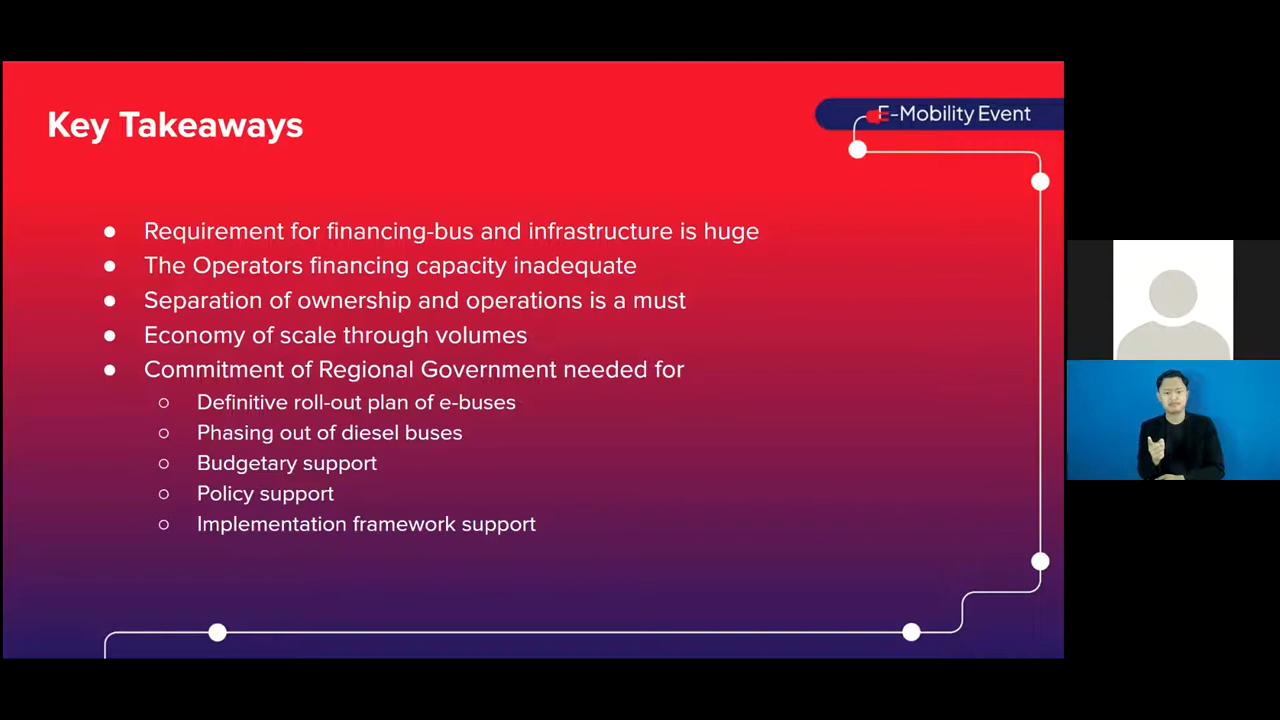 Key Takeaways
E-Mobility Event
● Requirement for financing-bus and infrastructure is huge
● The Operators financing capacity inadequate
● Separation of ownership and operations is a must
● Economy of scale through volumes
● Commitment of Regional Government needed for
○ Definitive roll-out plan of e-buses
○ Phasing out of diesel buses
○ Budgetary support
○ Policy support
○ Implementation framework support